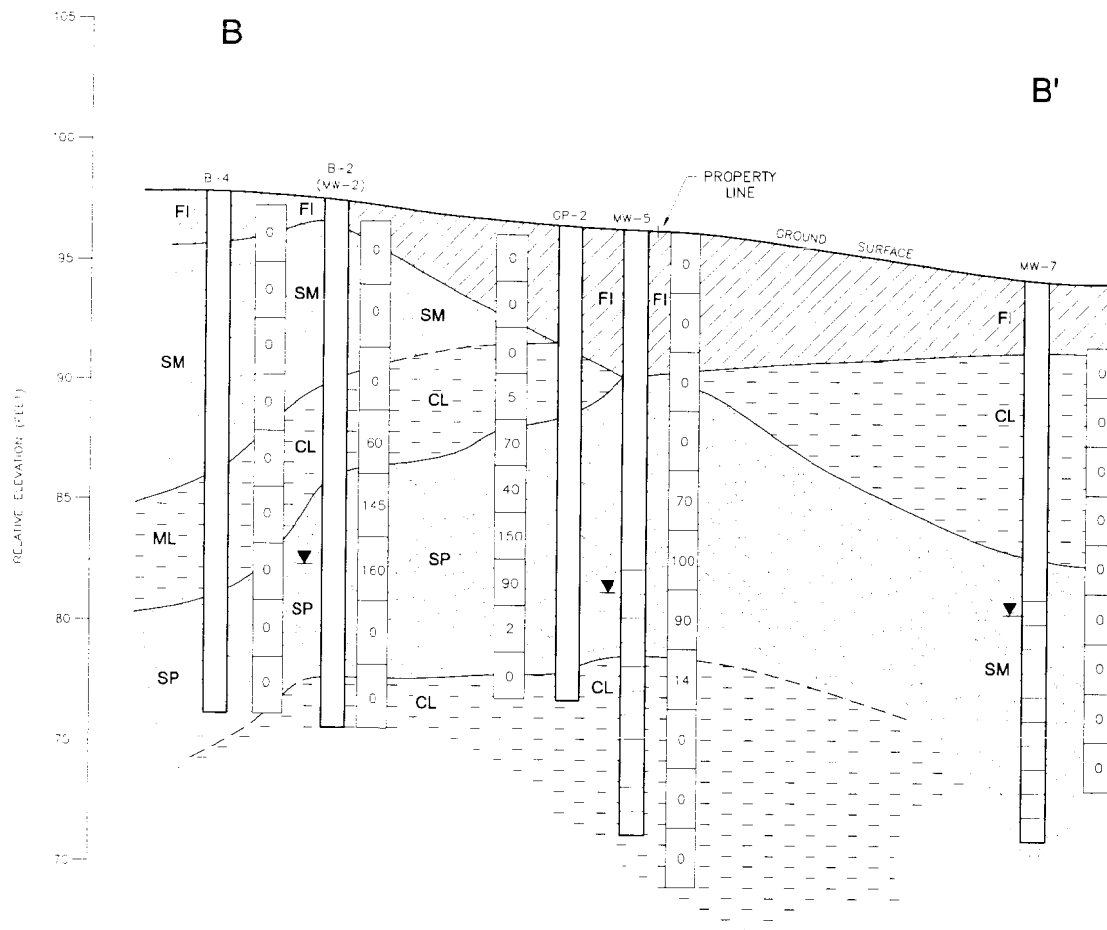 105
B
B'
100
B-4
B-2
(MW-2)
GP-2
MW-5
PROPERTY
LINE
GROUND SURFACE
MW-7
95
90
85
80
75
70
RELATIVE ELEVATION (FEET)
FI
SM
ML
SP
0
0
0
0
0
0
0
0
0
FI
SM
CL
SP
0
0
0
60
145
160
0
0
SM
CL
SP
CL
0
0
0
5
70
40
150
90
2
0
FI
CL
FI
0
0
0
0
70
100
90
14
0
0
0
FI
CL
SM
0
0
0
0
0
0
0
0
0